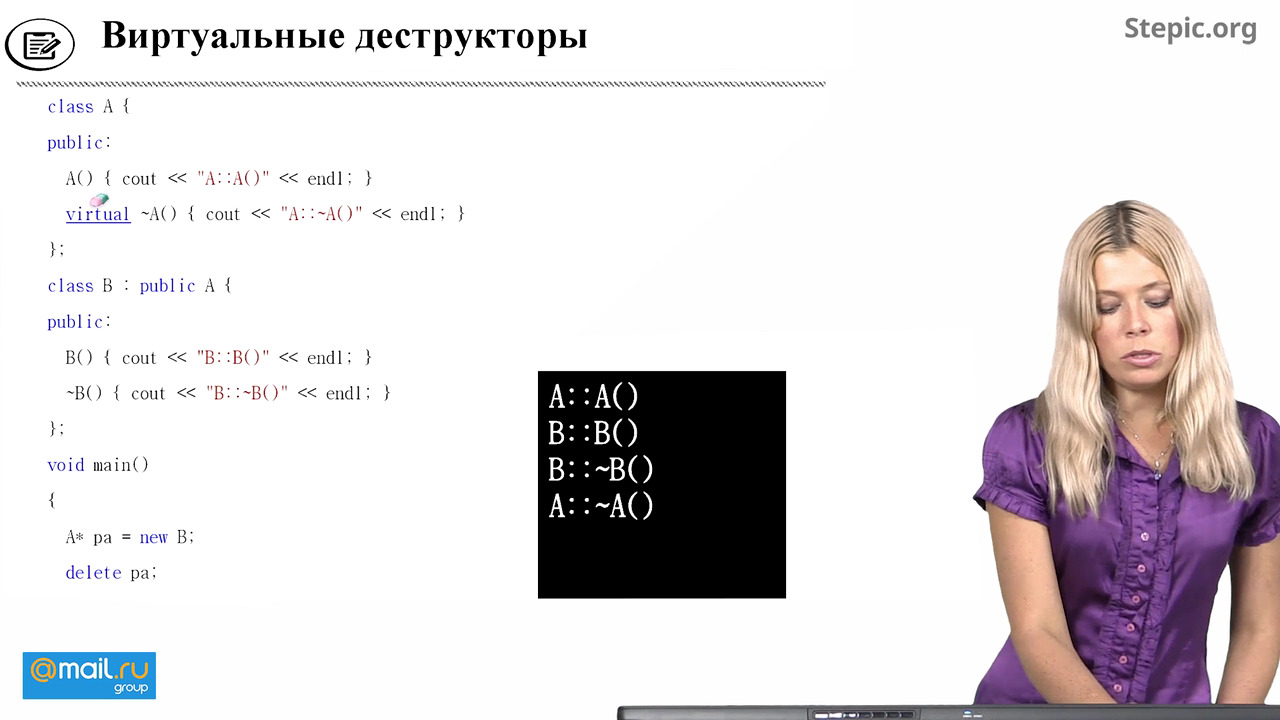 Виртуальные деструкторы
Stepic.org
class A {
public:
A() { cout << "A::A()" << endl; }
virtual ~A() { cout << "A::~A()" << endl; }
};
class B : public A {
public:
B() { cout << "B::B()" << endl; }
~B() { cout << "B::~B()" << endl; }
};
void main()
{
A* pa = new B;
delete pa;
A::A()
B::B()
B::~B()
A::~A()
@mail.ru
group